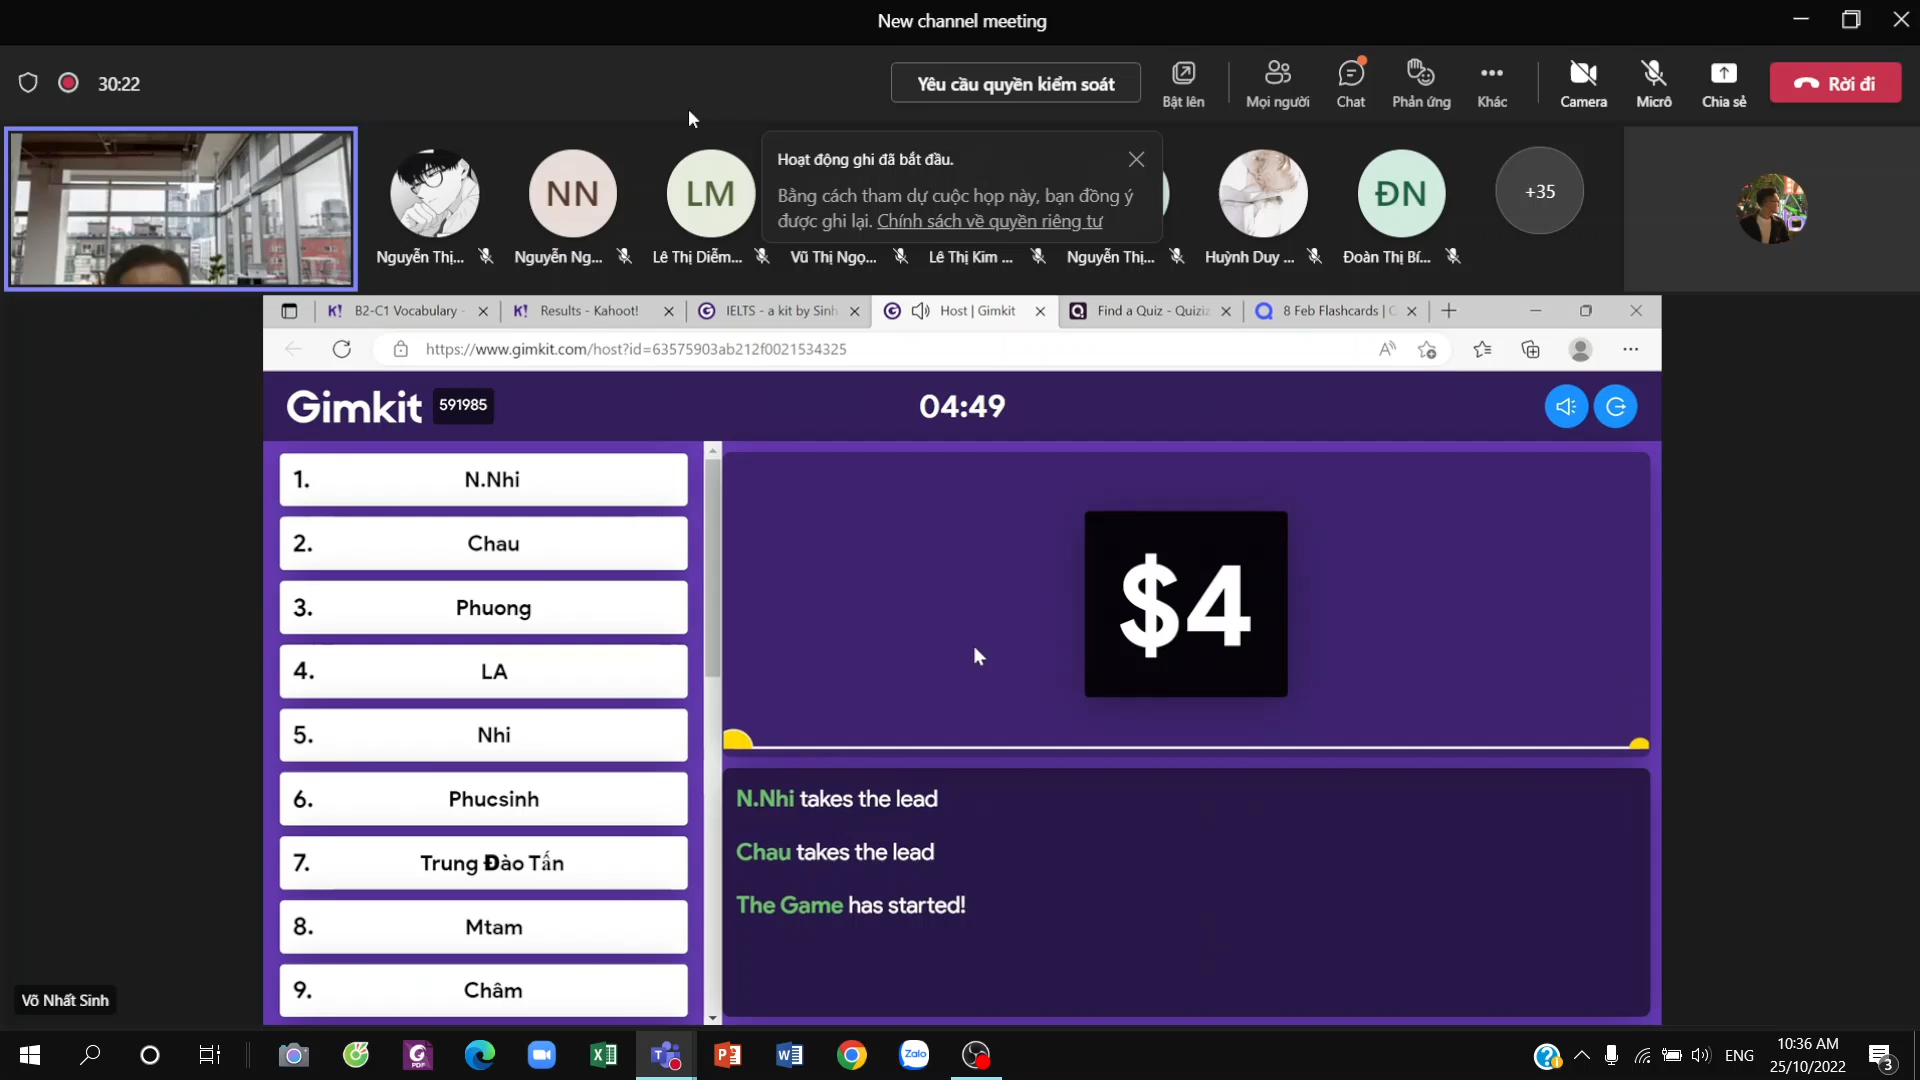 New channel meeting
30:22
Yêu cầu quyền kiểm soát
Bật lên
Mọi người
Chat
Phản ứng
Khác
Camera
Micrô
Chia sẻ
Rời đi
NN
LM
ĐN
+35
Hoạt động ghi đã bắt đầu.
Bằng cách tham dự cuộc họp này, bạn đồng ý
được ghi lại. Chính sách về quyền riêng tư
Nguyễn Thị...
Nguyễn Ng...
Lê Thị Diễm...
Vũ Thị Ngọ...
Lê Thị Kim ...
Nguyễn Thị...
Huỳnh Duy ...
Đoàn Thị Bí...
K! B2-C1 Vocabulary -
K! Results - Kahoot!
IELTS - a kit by Sinh
Host | Gimkit
Find a Quiz - Quiziz
8 Feb Flashcards |
https://www.gimkit.com/host?id=63575903ab212f0021534325
Gimkit
591985
04:49
1. N.Nhi
2. Chau
3. Phuong
4. LA
5. Nhi
6. Phucsinh
7. Trung Đào Tấn
8. Mtam
9. Châm
$4
N.Nhi takes the lead
Chau takes the lead
The Game has started!
Võ Nhất Sinh
PDF
Zalo
ENG
10:36 AM
25/10/2022
3